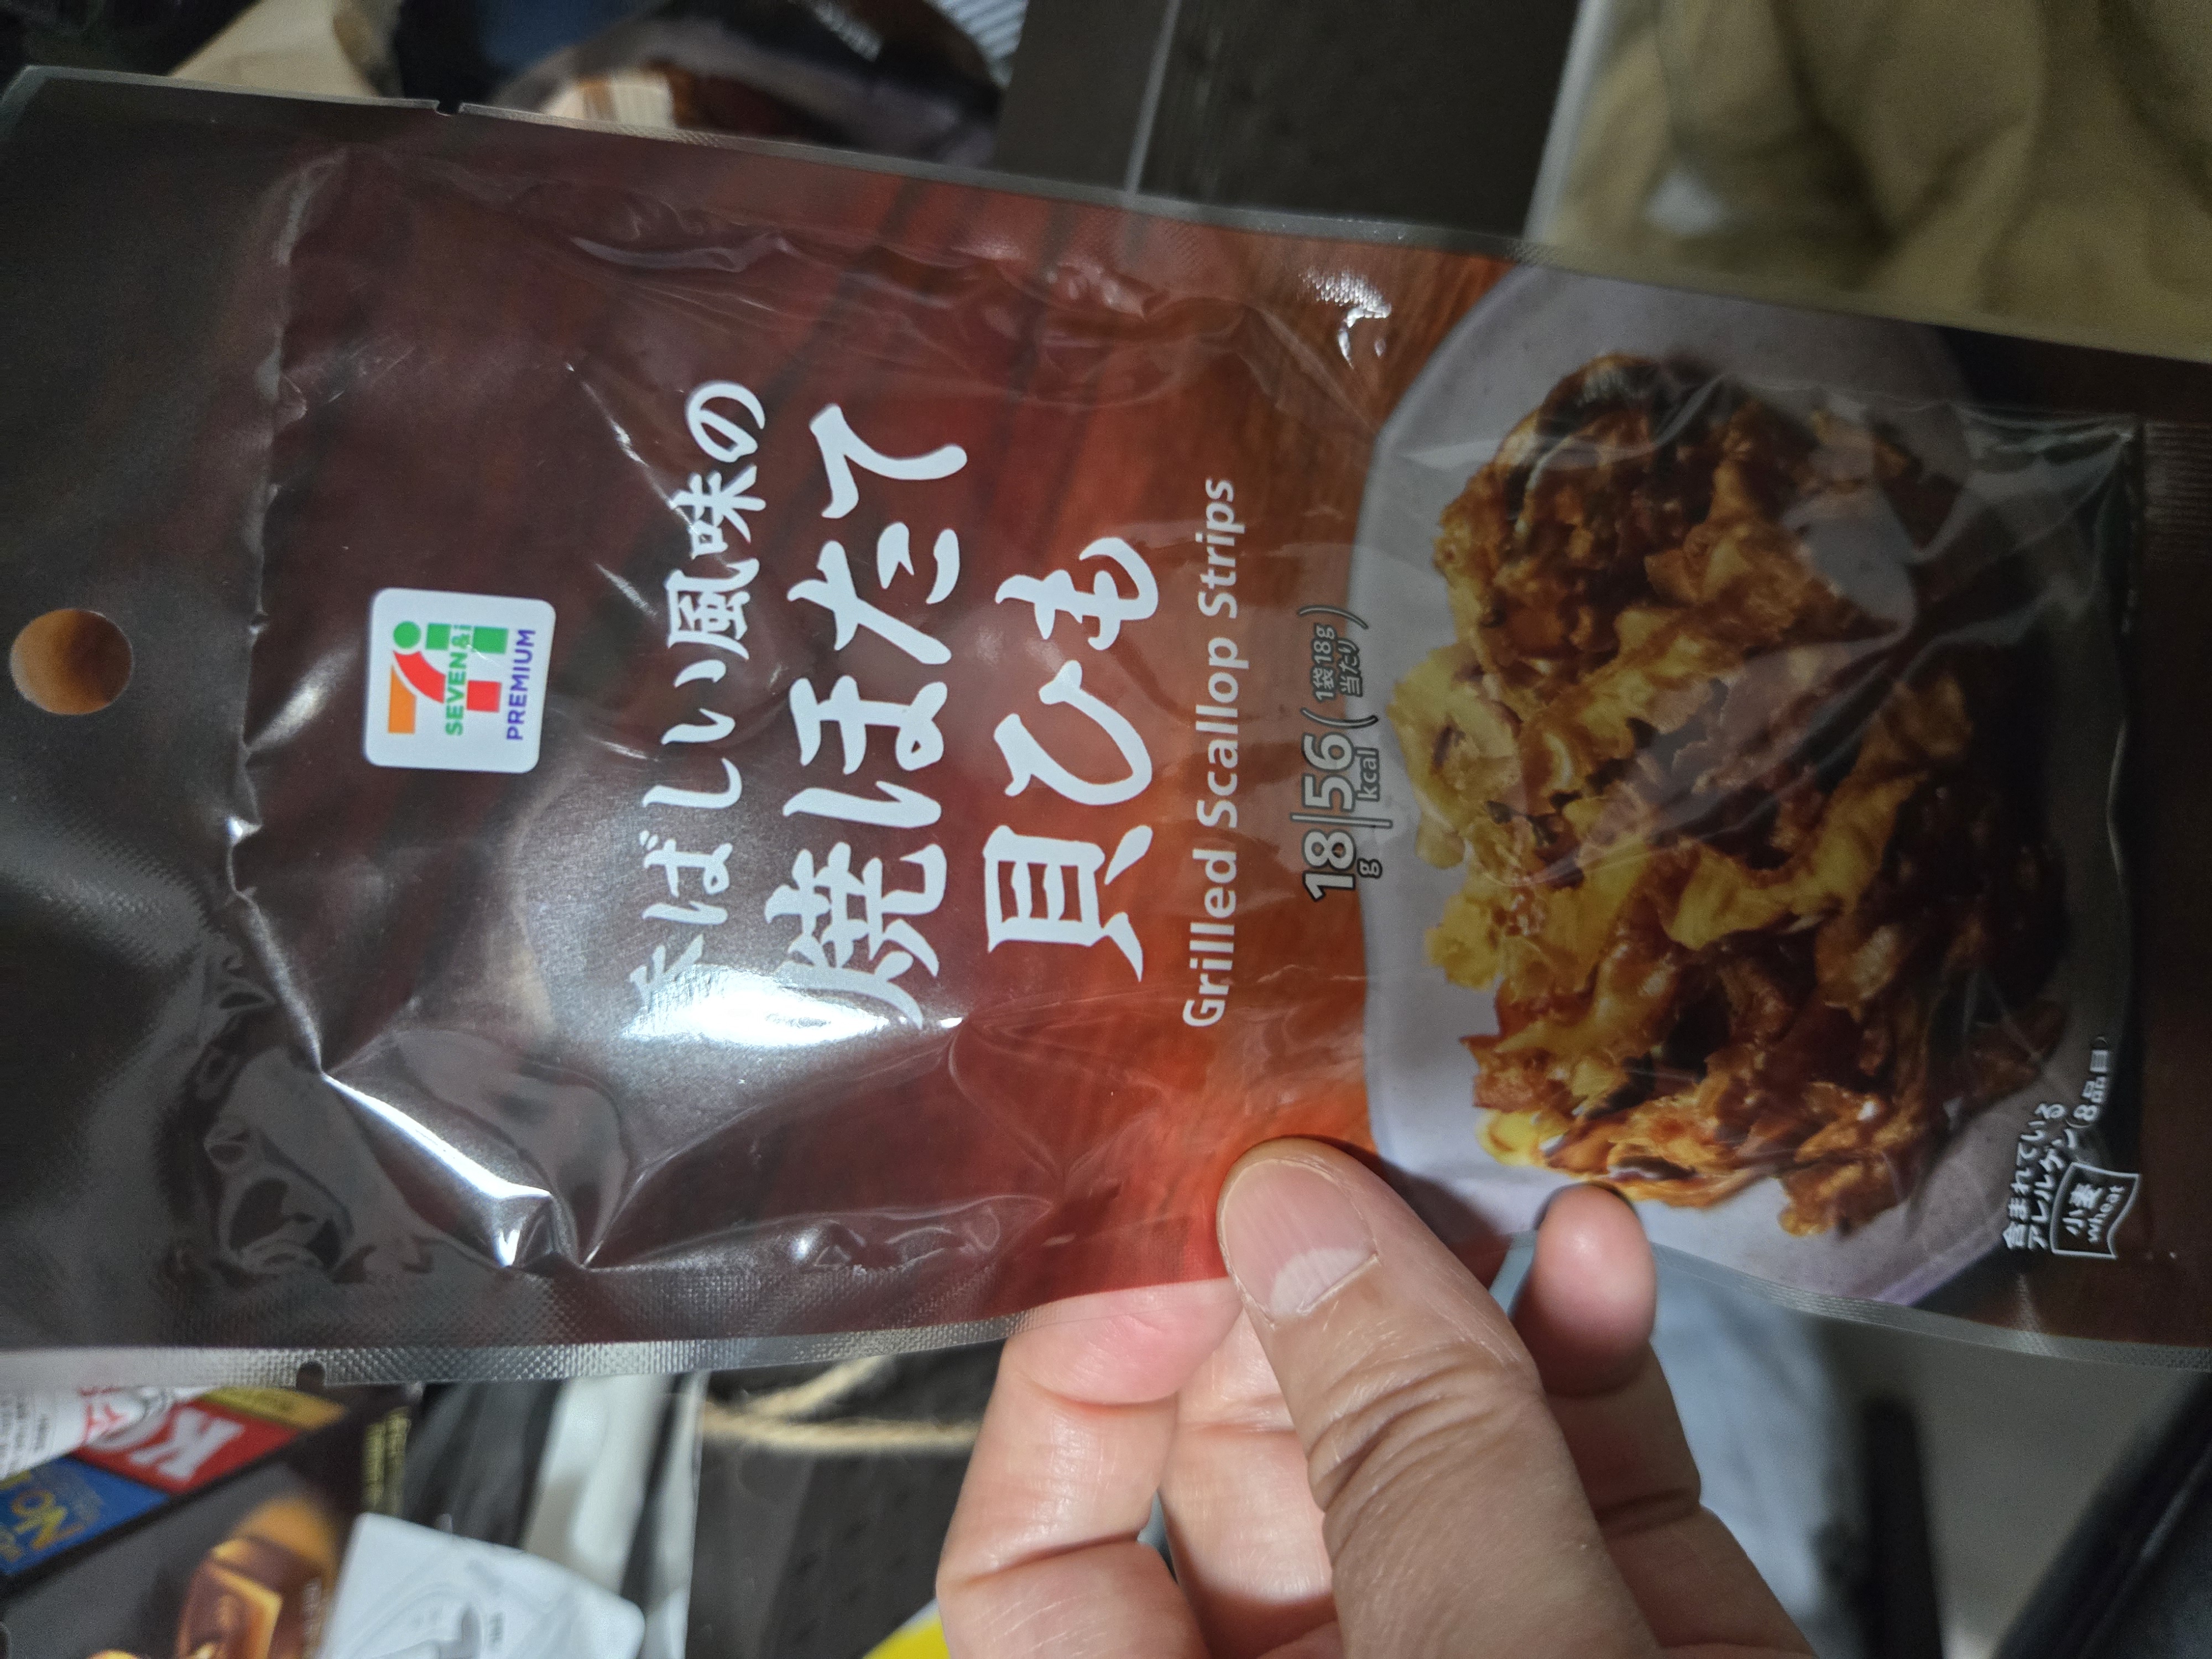 SEVEN&i
PREMIUM
香ばしい風味の
焼ほたて
貝ひも
Grilled Scallop Strips
18g 56kcal (1袋18g当たり)
含まれている
アレルゲン(8品目)
小麦
wheat